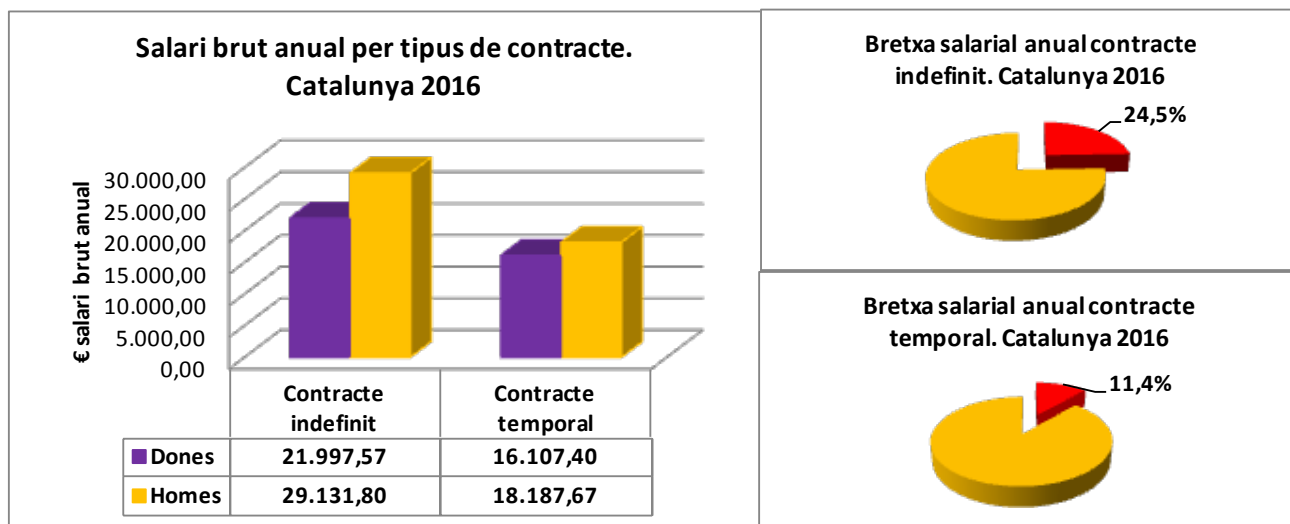 Salari brut anual per tipus de contracte.
Catalunya 2016
€ salari brut anual
30.000,00
25.000,00
20.000,00
15.000,00
10.000,00
5.000,00
0,00
Contracte indefinit
Contracte temporal
Dones 21.997,57 16.107,40
Homes 29.131,80 18.187,67
Bretxa salarial anual contracte
indefinit. Catalunya 2016
24,5%
Bretxa salarial anual contracte
temporal. Catalunya 2016
11,4%